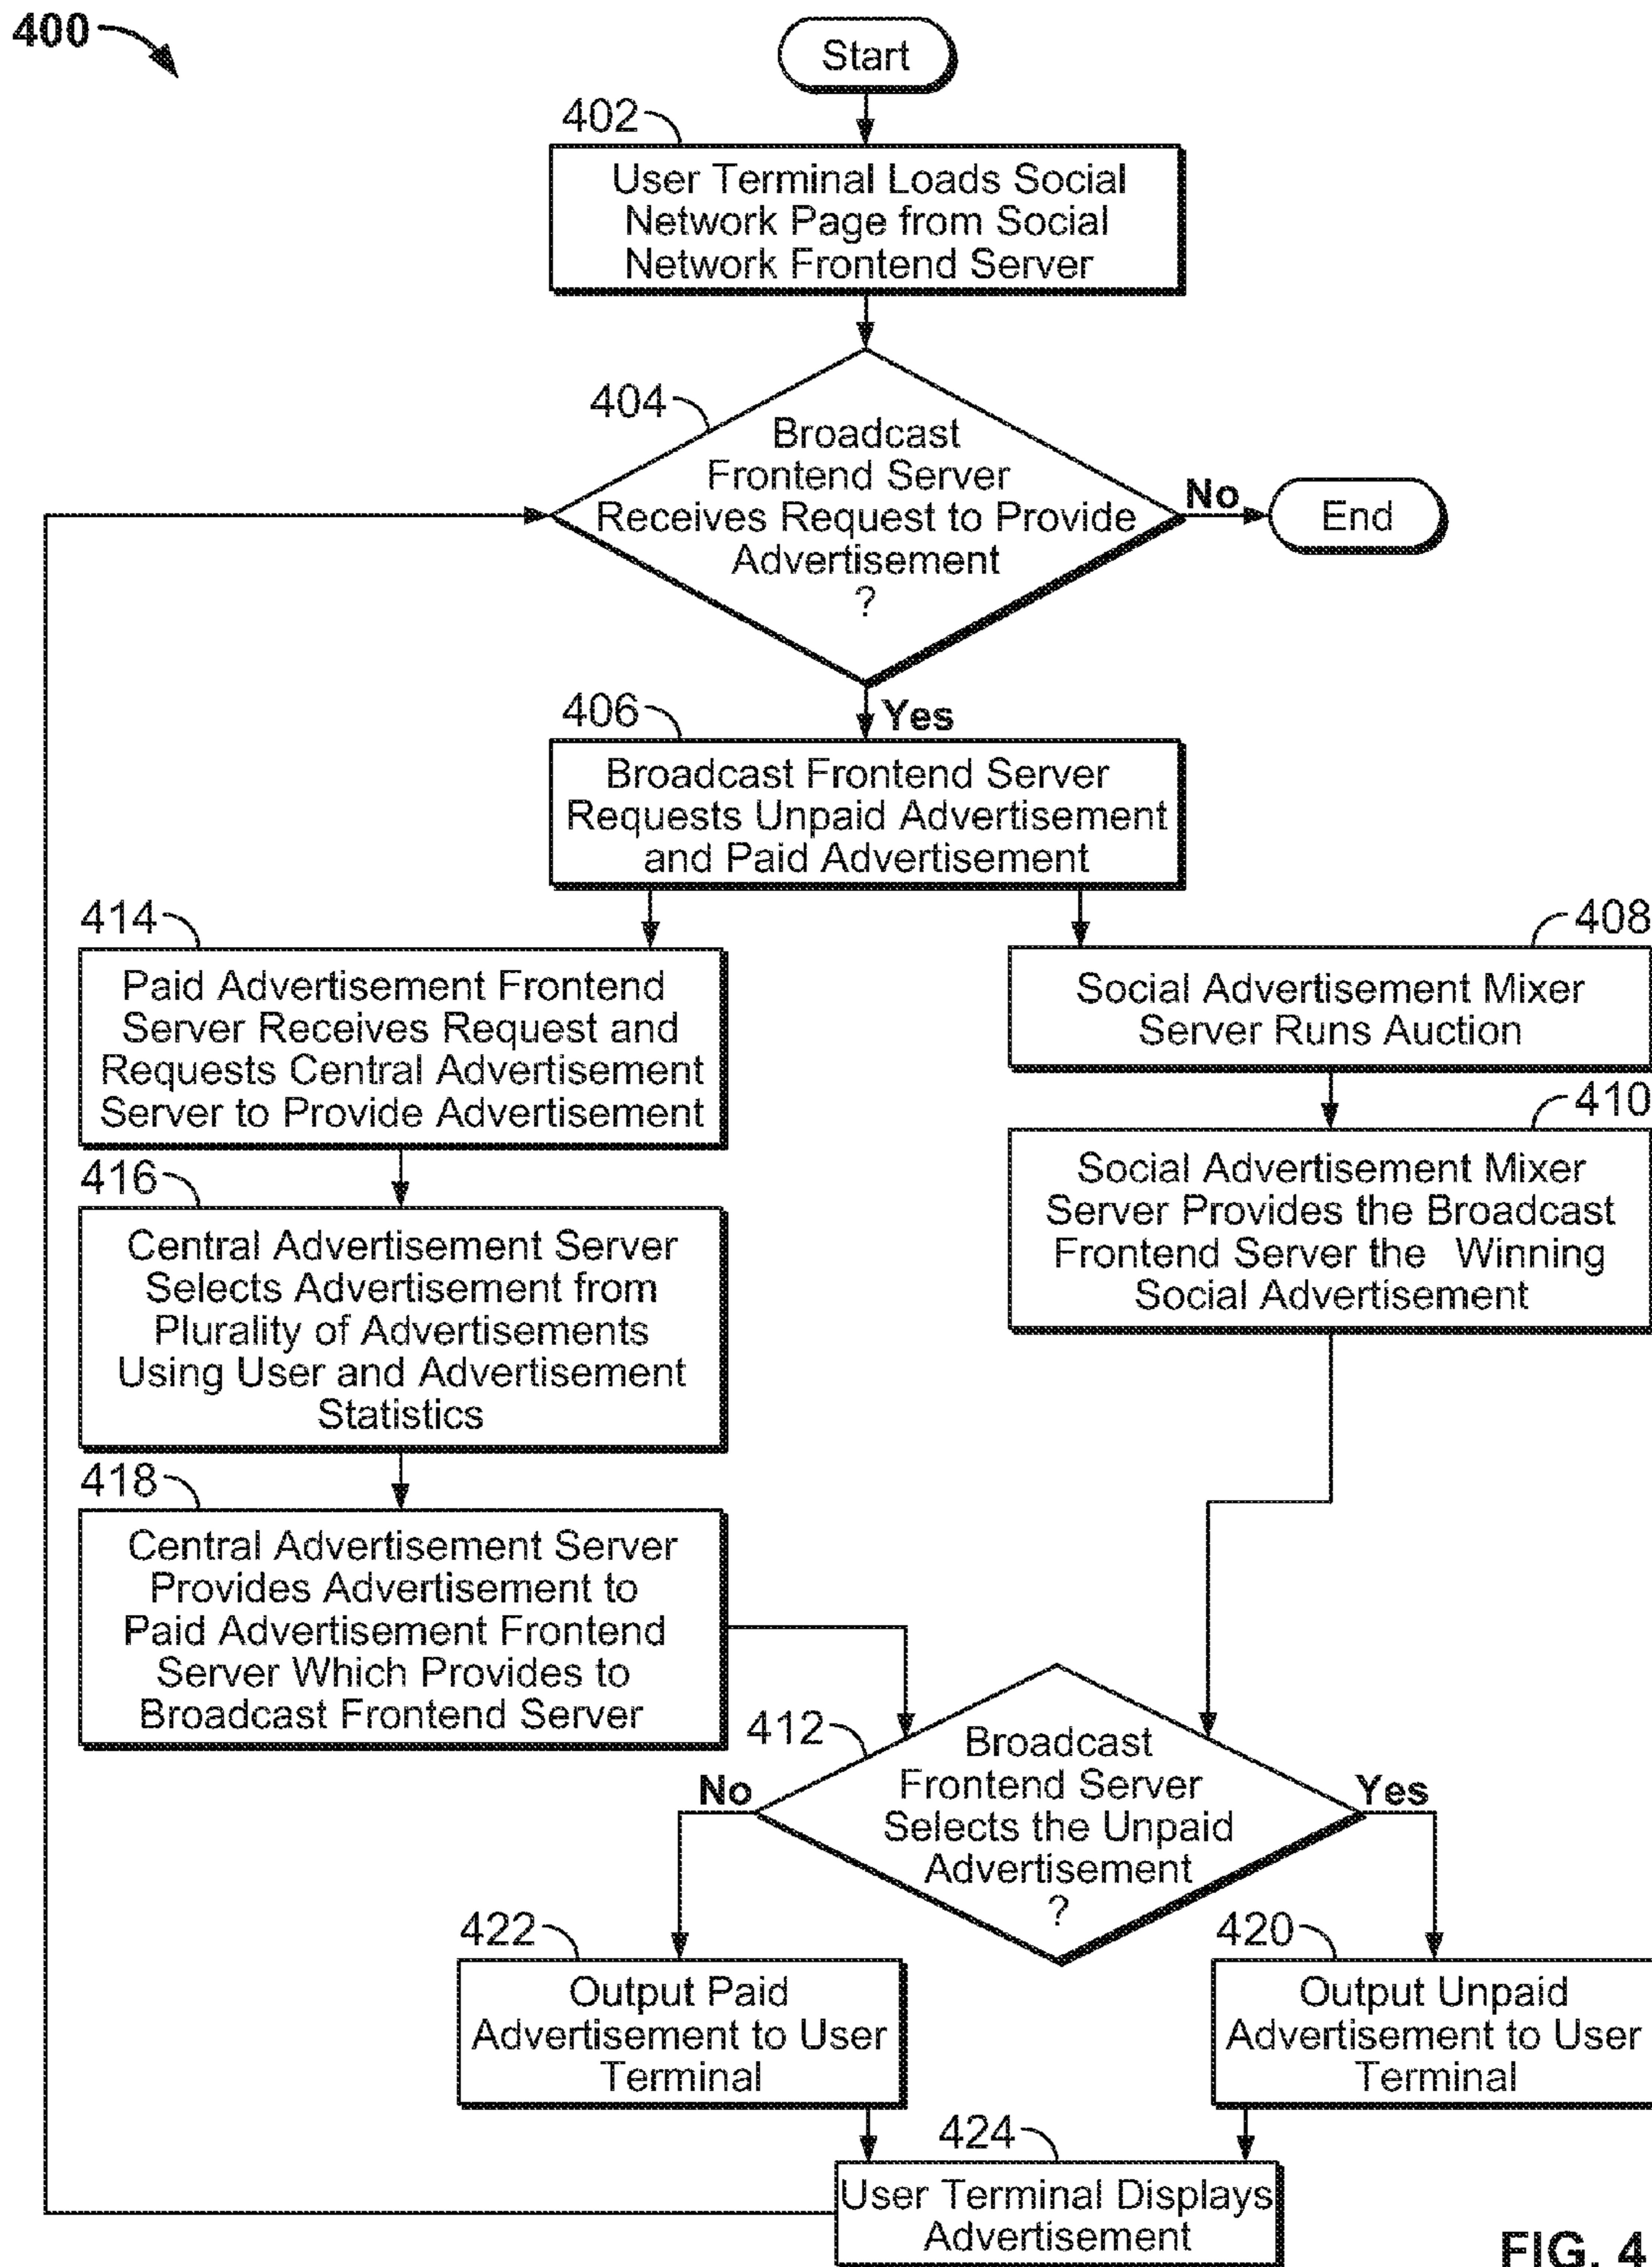 400
Start
402
User Terminal Loads Social
Network Page from Social
Network Frontend Server
404
Broadcast
Frontend Server
Receives Request to Provide
Advertisement
?
No
End
Yes
406
Broadcast Frontend Server
Requests Unpaid Advertisement
and Paid Advertisement
414
Paid Advertisement Frontend
Server Receives Request and
Requests Central Advertisement
Server to Provide Advertisement
408
Social Advertisement Mixer
Server Runs Auction
410
Social Advertisement Mixer
Server Provides the Broadcast
Frontend Server the Winning
Social Advertisement
416
Central Advertisement Server
Selects Advertisement from
Plurality of Advertisements
Using User and Advertisement
Statistics
418
Central Advertisement Server
Provides Advertisement to
Paid Advertisement Frontend
Server Which Provides to
Broadcast Frontend Server
412
Broadcast
Frontend Server
Selects the Unpaid
Advertisement
?
No
Yes
422
Output Paid
Advertisement to User
Terminal
420
Output Unpaid
Advertisement to User
Terminal
424
User Terminal Displays
Advertisement
FIG. 4